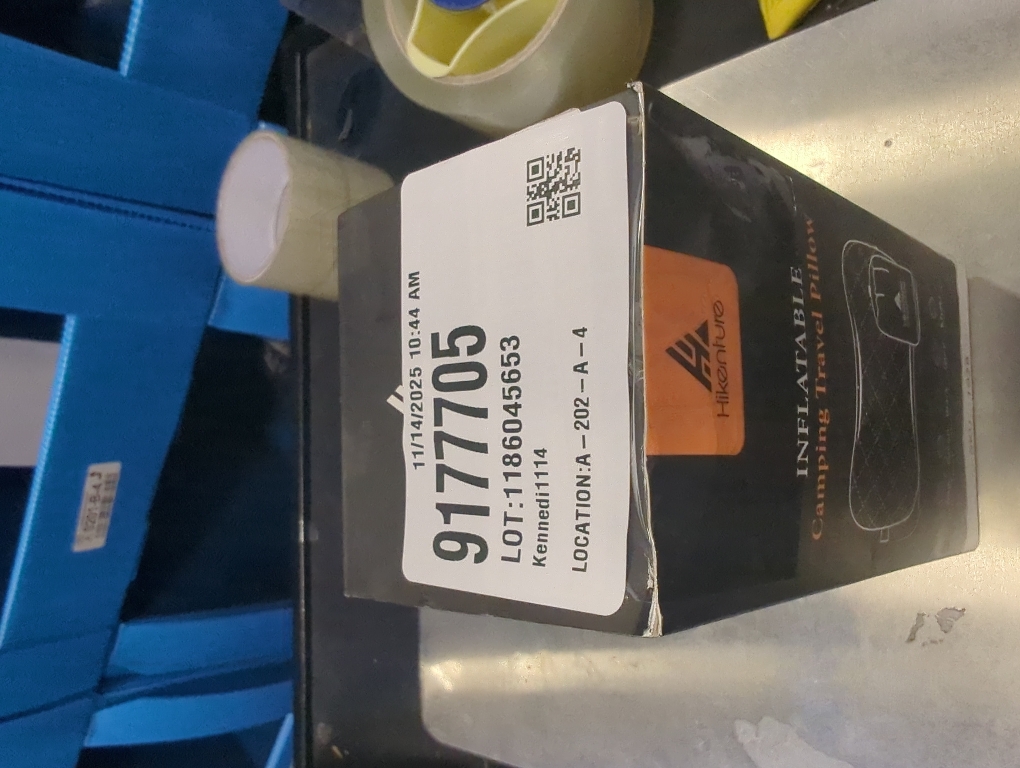 11/14/2025 10:44 AM
9177705
LOT:1186045653
Kennedi1114
LOCATION:A-202-A-4
Hikenture
INFLATABLE
Camping Travel Pillow